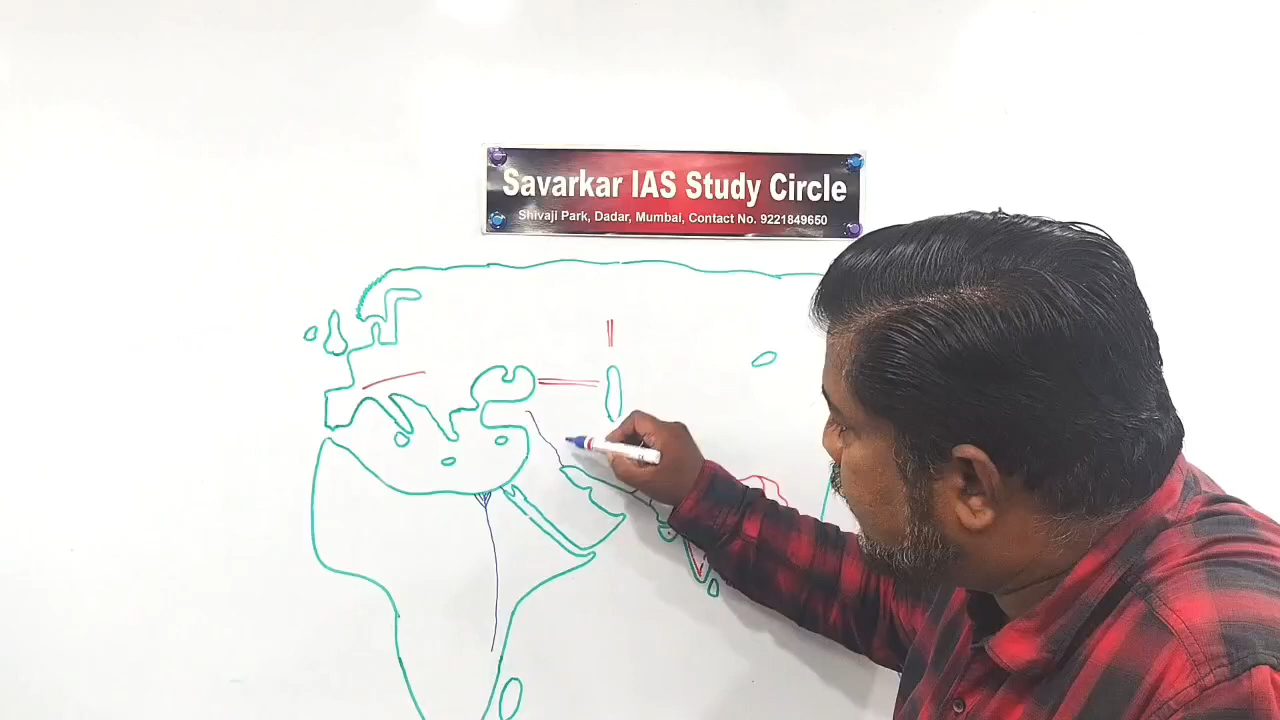 Savarkar IAS Study Circle
Shivaji Park, Dadar, Mumbai, Contact No. 9221849650